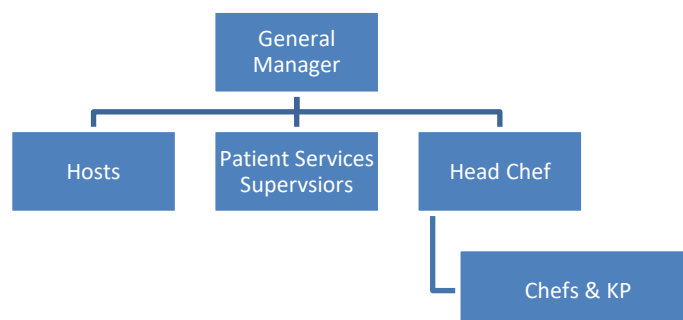 General
Manager
Hosts
Patient Services
Supervsiors
Head Chef
Chefs & KP